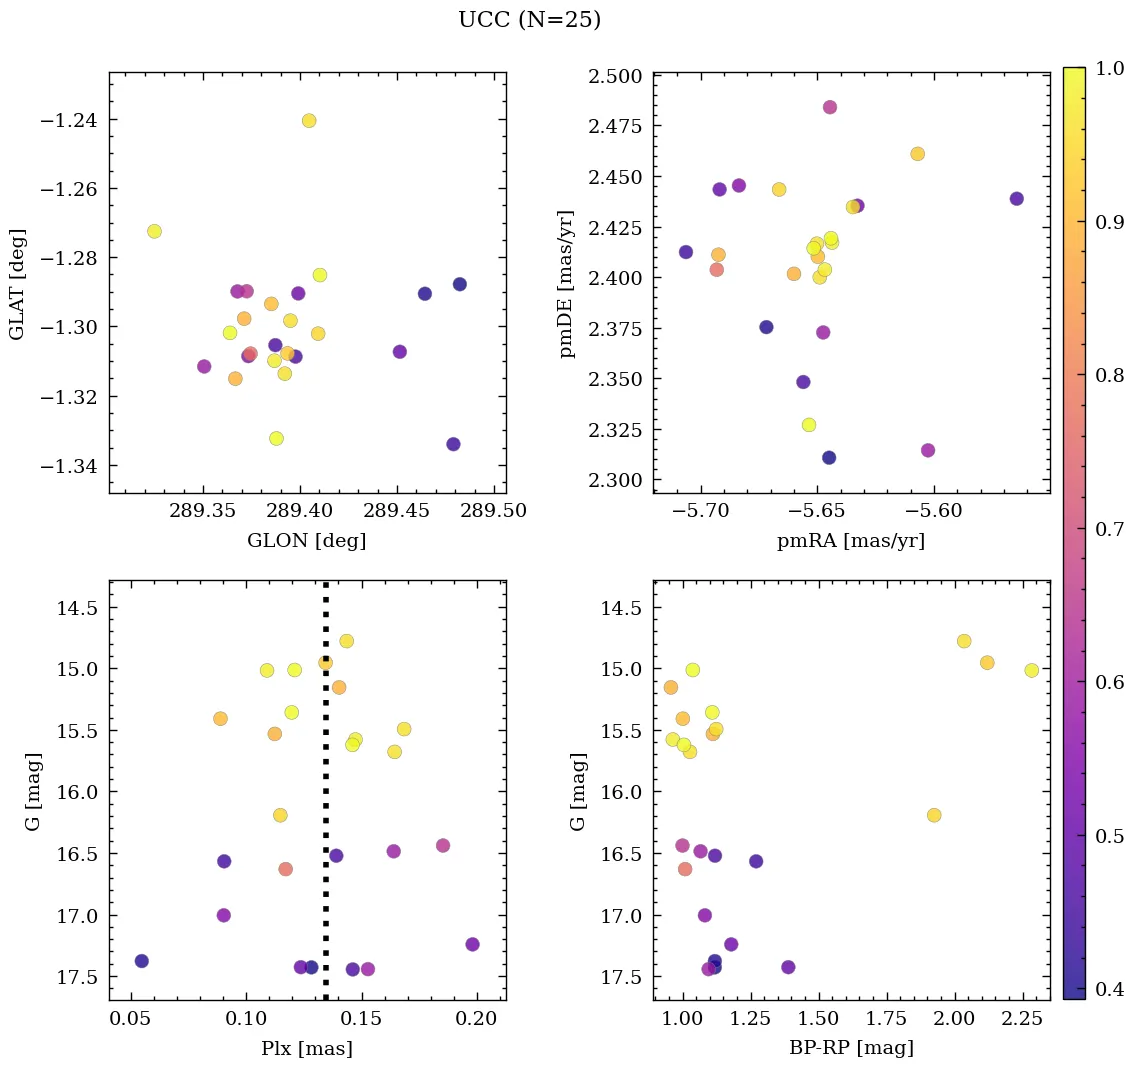 UCC (N=25)
−1.24
−1.26
−1.28
−1.30
−1.32
−1.34
GLAT [deg]
289.35 289.40 289.45 289.50
GLON [deg]
2.500
2.475
2.450
2.425
2.400
2.375
2.350
2.325
2.300
pmDE [mas/yr]
−5.70 −5.65 −5.60
pmRA [mas/yr]
1.0
0.9
0.8
0.7
0.6
0.5
0.4
14.5
15.0
15.5
16.0
16.5
17.0
17.5
G [mag]
0.05 0.10 0.15 0.20
Plx [mas]
14.5
15.0
15.5
16.0
16.5
17.0
17.5
G [mag]
1.00 1.25 1.50 1.75 2.00 2.25
BP-RP [mag]